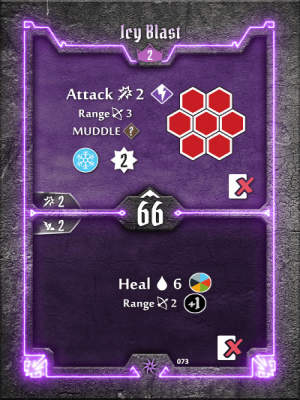 Icy Blast
2
Attack 2
Range 3
MUDDLE ?
2
2
66
2
Heal 6
Range 2 +1
073